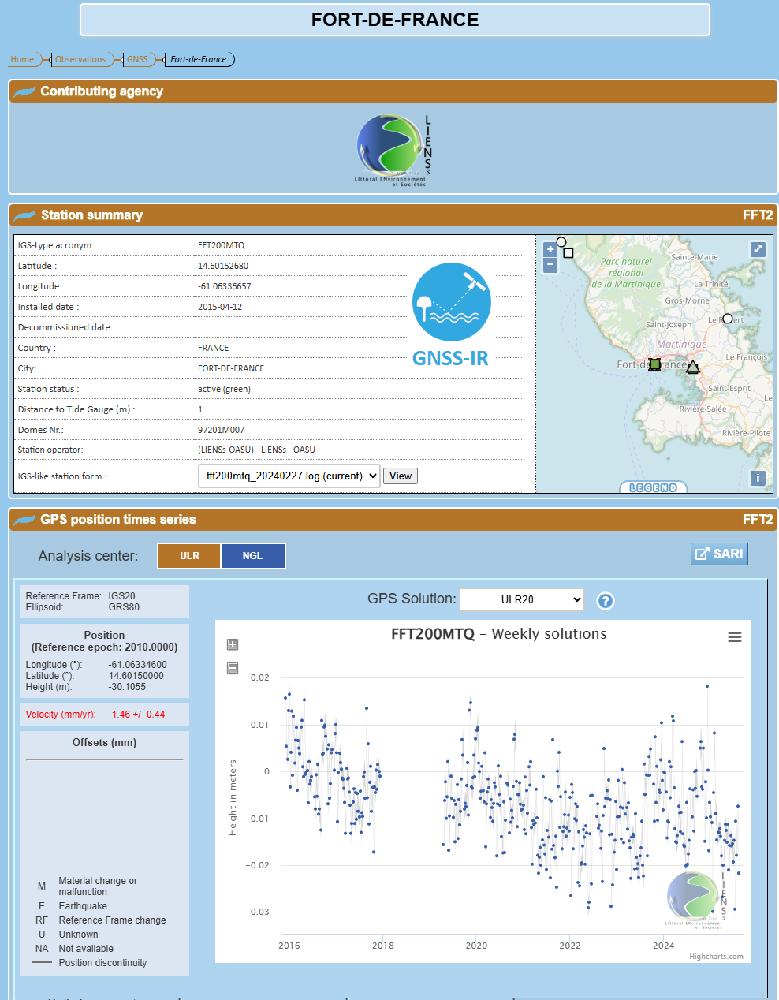 FORT-DE-FRANCE
Home
Observations
GNSS
Fort-de-France
Contributing agency
LIENSs
LIttoral ENvironnement
et Sociétés
Station summary
FFT2
IGS-type acronym : FFT200MTQ
Latitude : 14.60152680
Longitude : -61.06336657
Installed date : 2015-04-12
Decommissioned date :
Country : FRANCE
City: FORT-DE-FRANCE
Station status : active (green)
Distance to Tide Gauge (m) : 1
Domes Nr.: 97201M007
Station operator: (LIENSs-OASU) - LIENSs - OASU
IGS-like station form : fft200mtq_20240227.log (current) View
GNSS-IR
+
−
Parc naturel
régional
de la Martinique
Sainte-Marie
La Trinité
Gros-Morne
Le Robert
Saint-Joseph
Martinique
Fort-de-France
Le François
Saint-Esprit
Rivière-Salée
Rivière-Pilote
i
LEGEND
GPS position times series
FFT2
Analysis center: ULR NGL
SARI
Reference Frame: IGS20
Ellipsoid: GRS80
Position
(Reference epoch: 2010.0000)
Longitude (°): -61.06334600
Latitude (°): 14.60150000
Height (m): -30.1055
Velocity (mm/yr): -1.46 +/- 0.44
Offsets (mm)
M Material change or
malfunction
E Earthquake
RF Reference Frame change
U Unknown
NA Not available
Position discontinuity
GPS Solution: ULR20 ?
FFT200MTQ – Weekly solutions
Height in meters
0.02
0.01
0
−0.01
−0.02
−0.03
2016 2018 2020 2022 2024
LIENSs
LIttoral ENvironnement
et Sociétés
Highcharts.com